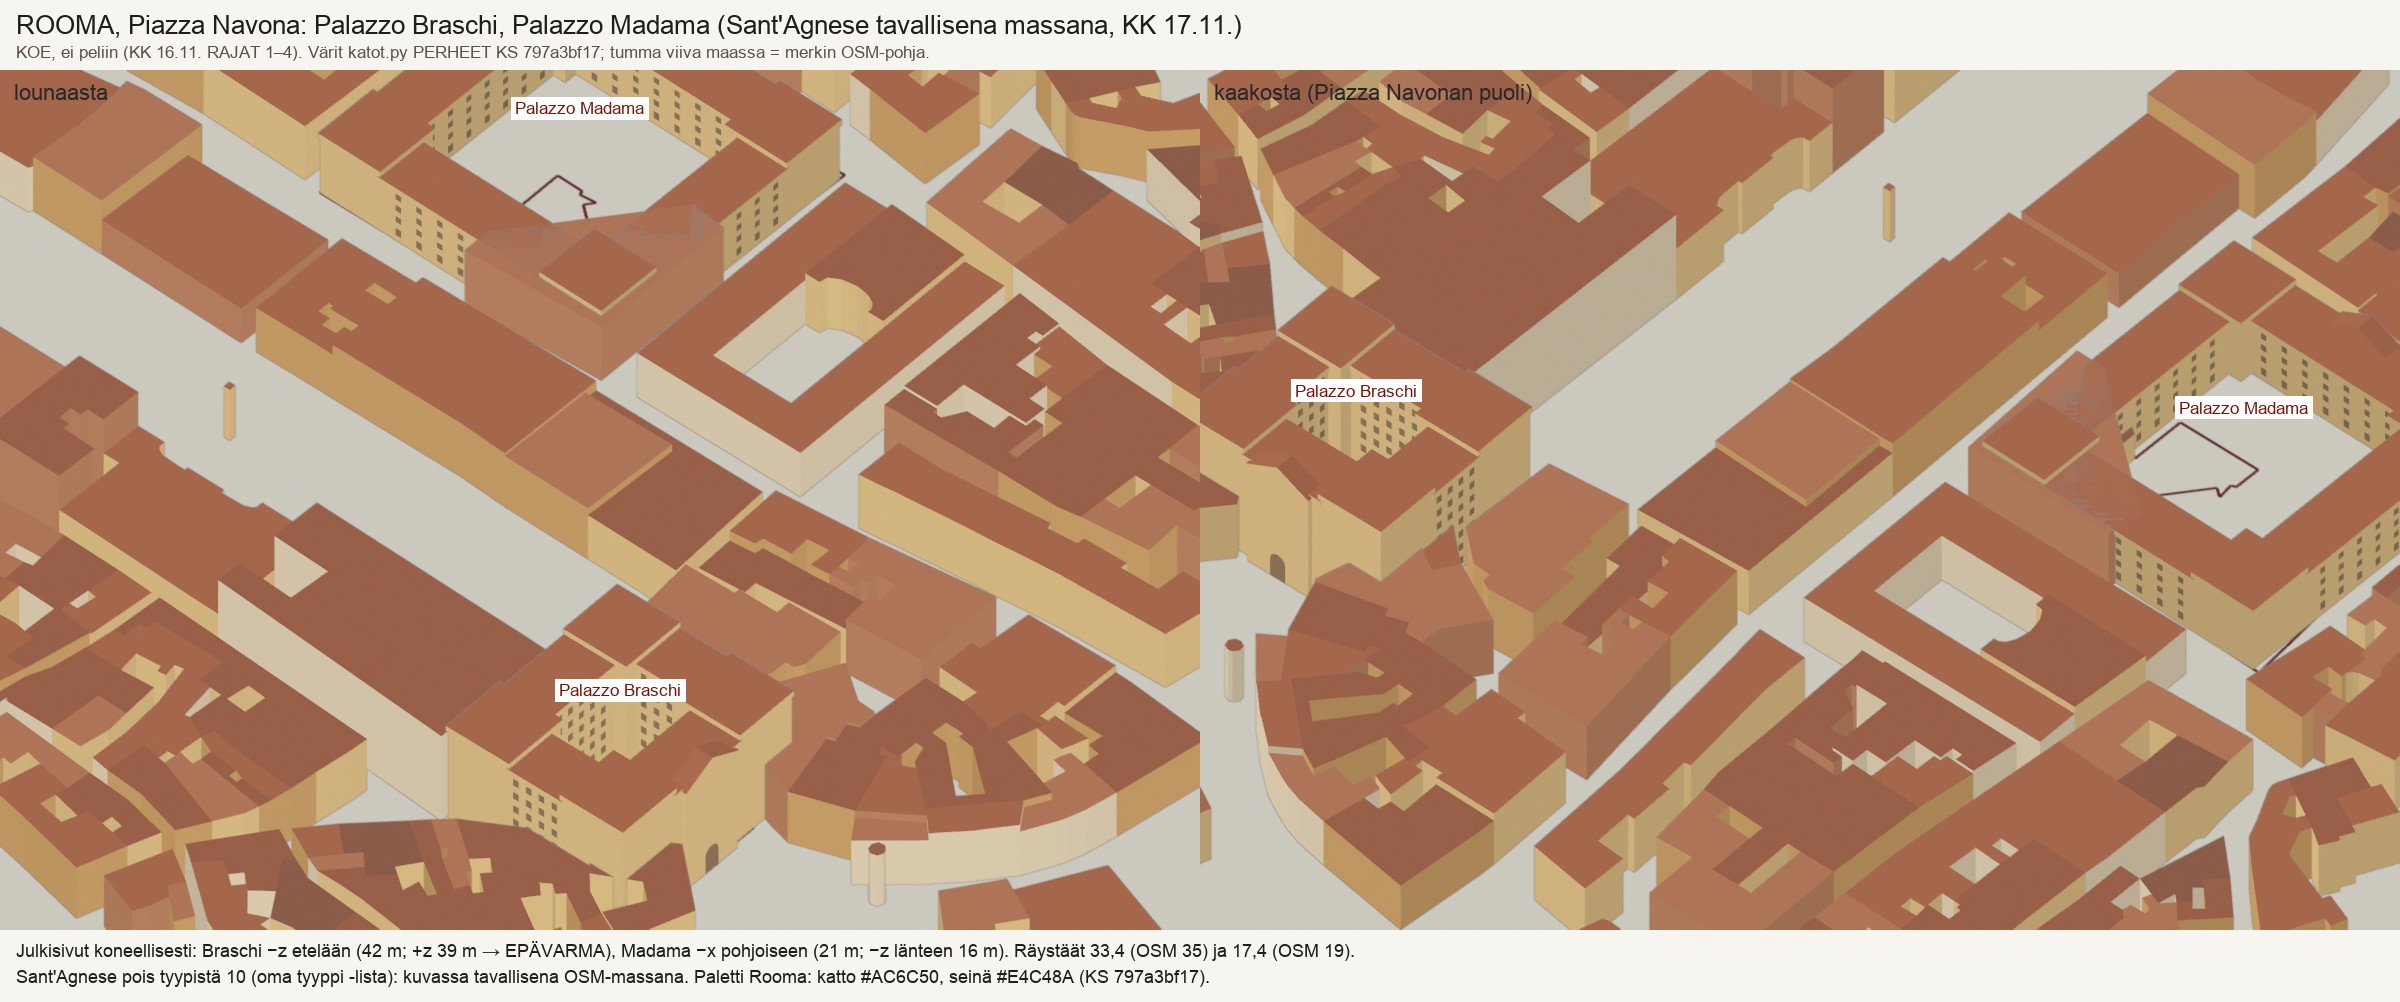 ROOMA, Piazza Navona: Palazzo Braschi, Palazzo Madama (Sant'Agnese tavallisena massana, KK 17.11.)
KOE, ei peliin (KK 16.11. RAJAT 1–4). Värit katot.py PERHEET KS 797a3bf17; tumma viiva maassa = merkin OSM-pohja.
lounaasta
Palazzo Madama
Palazzo Braschi
kaakosta (Piazza Navonan puoli)
Palazzo Braschi
Palazzo Madama
Julkisivut koneellisesti: Braschi −z etelään (42 m; +z 39 m → EPÄVARMA), Madama −x pohjoiseen (21 m; −z länteen 16 m). Räystäät 33,4 (OSM 35) ja 17,4 (OSM 19).
Sant'Agnese pois tyypistä 10 (oma tyyppi -lista): kuvassa tavallisena OSM-massana. Paletti Rooma: katto #AC6C50, seinä #E4C48A (KS 797a3bf17).